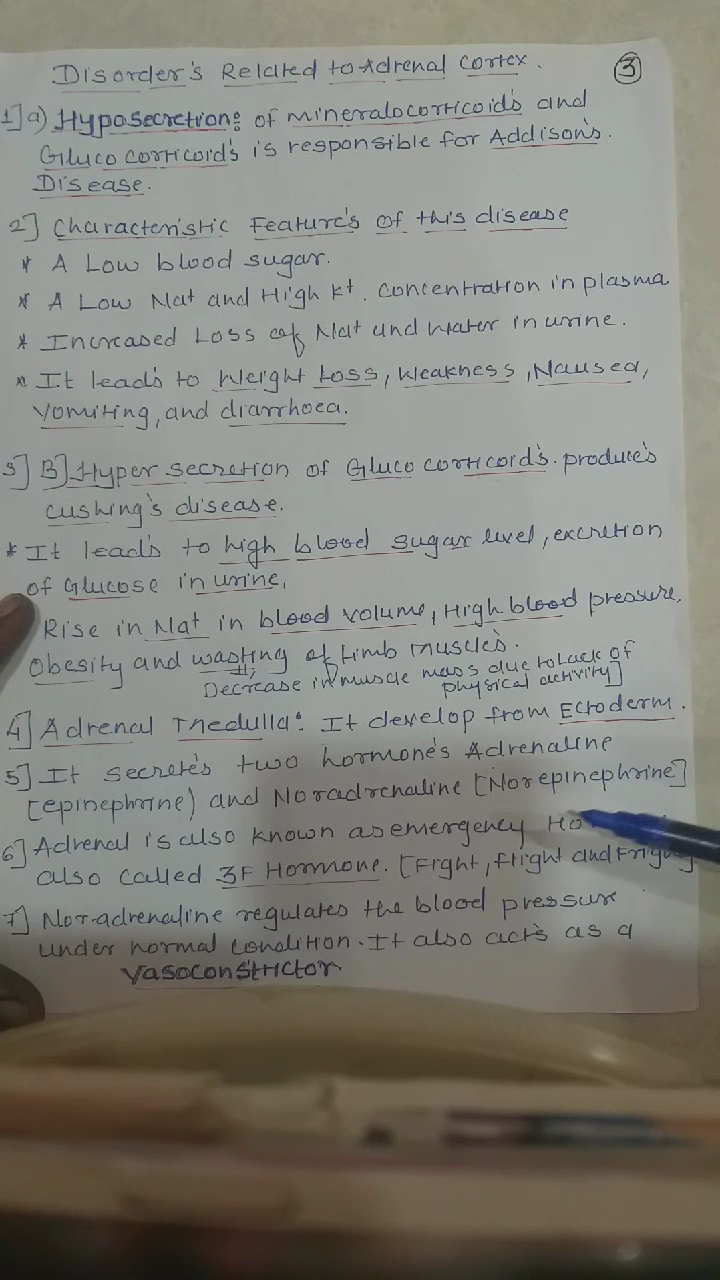 Disorder's Related to Adrenal Cortex. 3
1] a) Hyposecretion: of mineralocorticoid's and
Gluco corticoid's is responsible for Addison's.
Disease.
2] Characteristic Feature's of this disease
* A Low blood sugar.
* A Low Na+ and High K+. Concentration in plasma
* Increased Loss of Na+ and water in urine.
* It lead's to Weight Loss, Weakness, Nausea,
Vomiting, and diarrhoea.
3] B] Hyper secretion of Gluco corticoid's. produce's
cushing's disease.
* It lead's to high blood sugar level, excretion
of Glucose in urine,
Rise in Na+ in blood volume, High blood pressure,
Obesity and wasting of Limb muscles.
Decrease in muscle mass due to Lack of
physical activity]
4] Adrenal medulla: It develop from Ectoderm.
5] It secrete's two hormone's Adrenaline
[epinephrine) and Noradrenaline [Norepinephrine]
6] Adrenal is also known as emergency Ho
also called 3F Hormone. [Fight, flight and
7] Nor-adrenaline regulates the blood pressure
under normal condition. It also act's as a
Vasoconstrictor